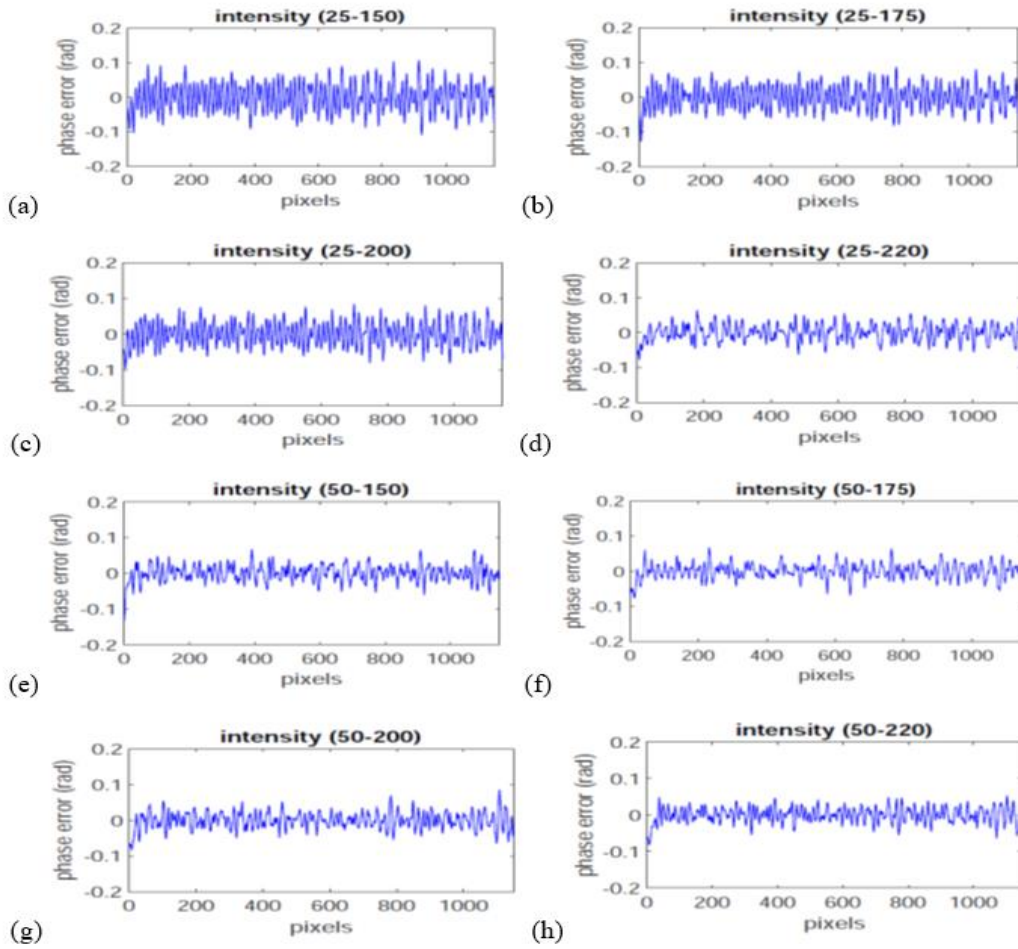 intensity (25-150)
phase error (rad)
0.2
0.1
0
-0.1
-0.2
0 200 400 600 800 1000
pixels
(a)
intensity (25-175)
phase error (rad)
0.2
0.1
0
-0.1
-0.2
0 200 400 600 800 1000
pixels
(b)
intensity (25-200)
phase error (rad)
0.2
0.1
0
-0.1
-0.2
0 200 400 600 800 1000
pixels
(c)
intensity (25-220)
phase error (rad)
0.2
0.1
0
-0.1
-0.2
0 200 400 600 800 1000
pixels
(d)
intensity (50-150)
phase error (rad)
0.2
0.1
0
-0.1
-0.2
0 200 400 600 800 1000
pixels
(e)
intensity (50-175)
phase error (rad)
0.2
0.1
0
-0.1
-0.2
0 200 400 600 800 1000
pixels
(f)
intensity (50-200)
phase error (rad)
0.2
0.1
0
-0.1
-0.2
0 200 400 600 800 1000
pixels
(g)
intensity (50-220)
phase error (rad)
0.2
0.1
0
-0.1
-0.2
0 200 400 600 800 1000
pixels
(h)